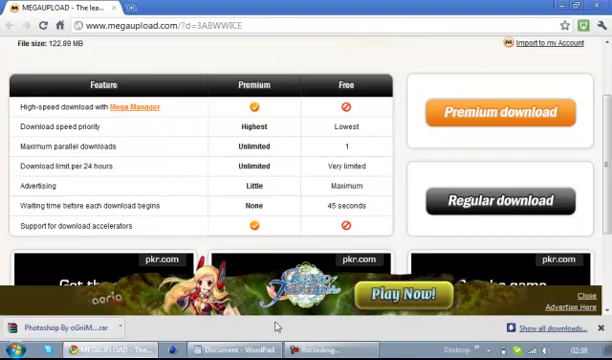 MEGAUPLOAD - The lea...
www.megaupload.com/?d=3ABWWICE
File size: 122.89 MB
Import to my Account
Feature Premium Free
High-speed download with Mega Manager
Download speed priority Highest Lowest
Maximum parallel downloads Unlimited 1
Download limit per 24 hours Unlimited Very limited
Advertising Little Maximum
Waiting time before each download begins None 45 seconds
Support for download accelerators
Premium download
Regular download
pkr.com pkr.com pkr.com
aeria
Play Now!
Close
Advertise Here
Photoshop By oGriiM....rar
Show all downloads...
MEGAUPLOAD - The... Document - WordPad Recording... Desktop 02:38